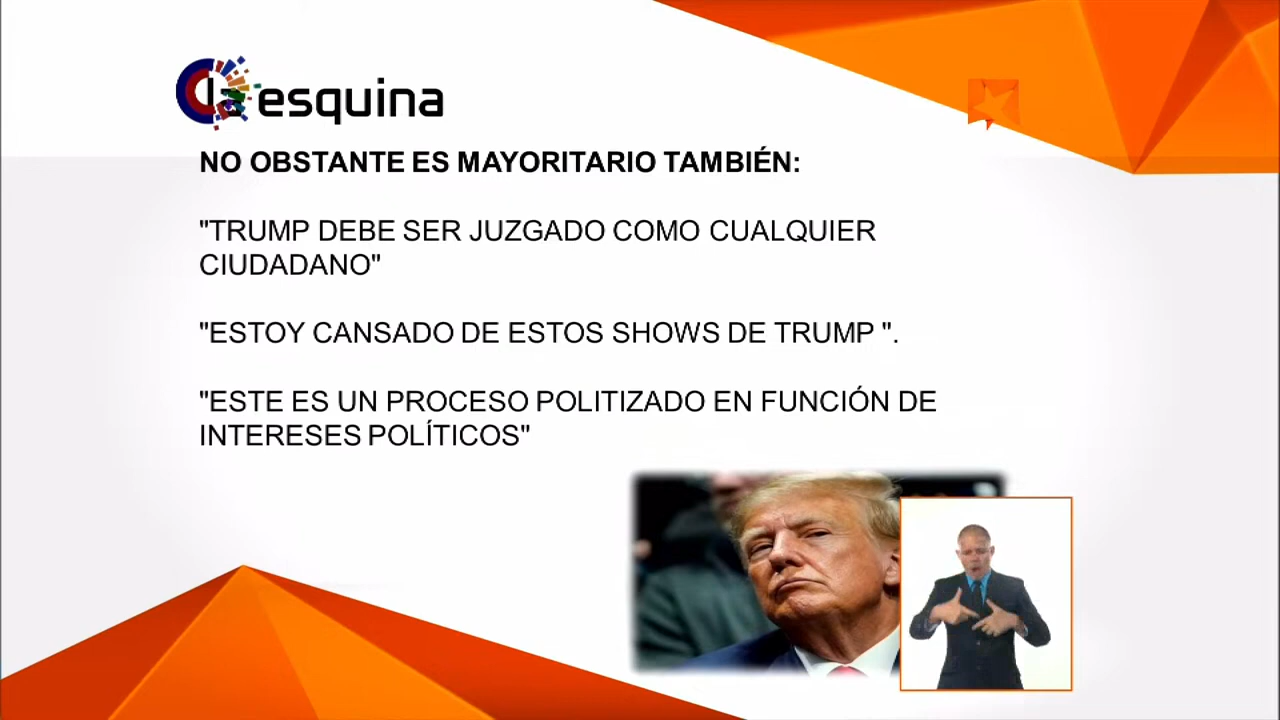 La esquina
NO OBSTANTE ES MAYORITARIO TAMBIÉN:
"TRUMP DEBE SER JUZGADO COMO CUALQUIER
CIUDADANO"
"ESTOY CANSADO DE ESTOS SHOWS DE TRUMP ".
"ESTE ES UN PROCESO POLITIZADO EN FUNCIÓN DE
INTERESES POLÍTICOS"